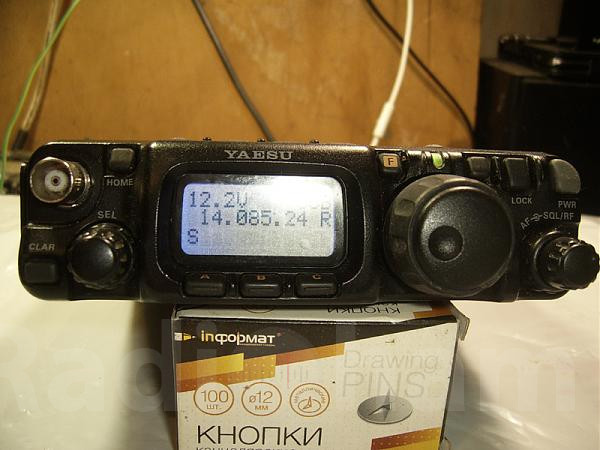 YAESU
F
HOME
LOCK
PWR
SEL
AF-
-SQL/RF
CLAR
12.2V
14.085.24 R
S
A B C
inформат
Drawing
PINS
100
ШТ.
ø12
ММ
КНОПКИ